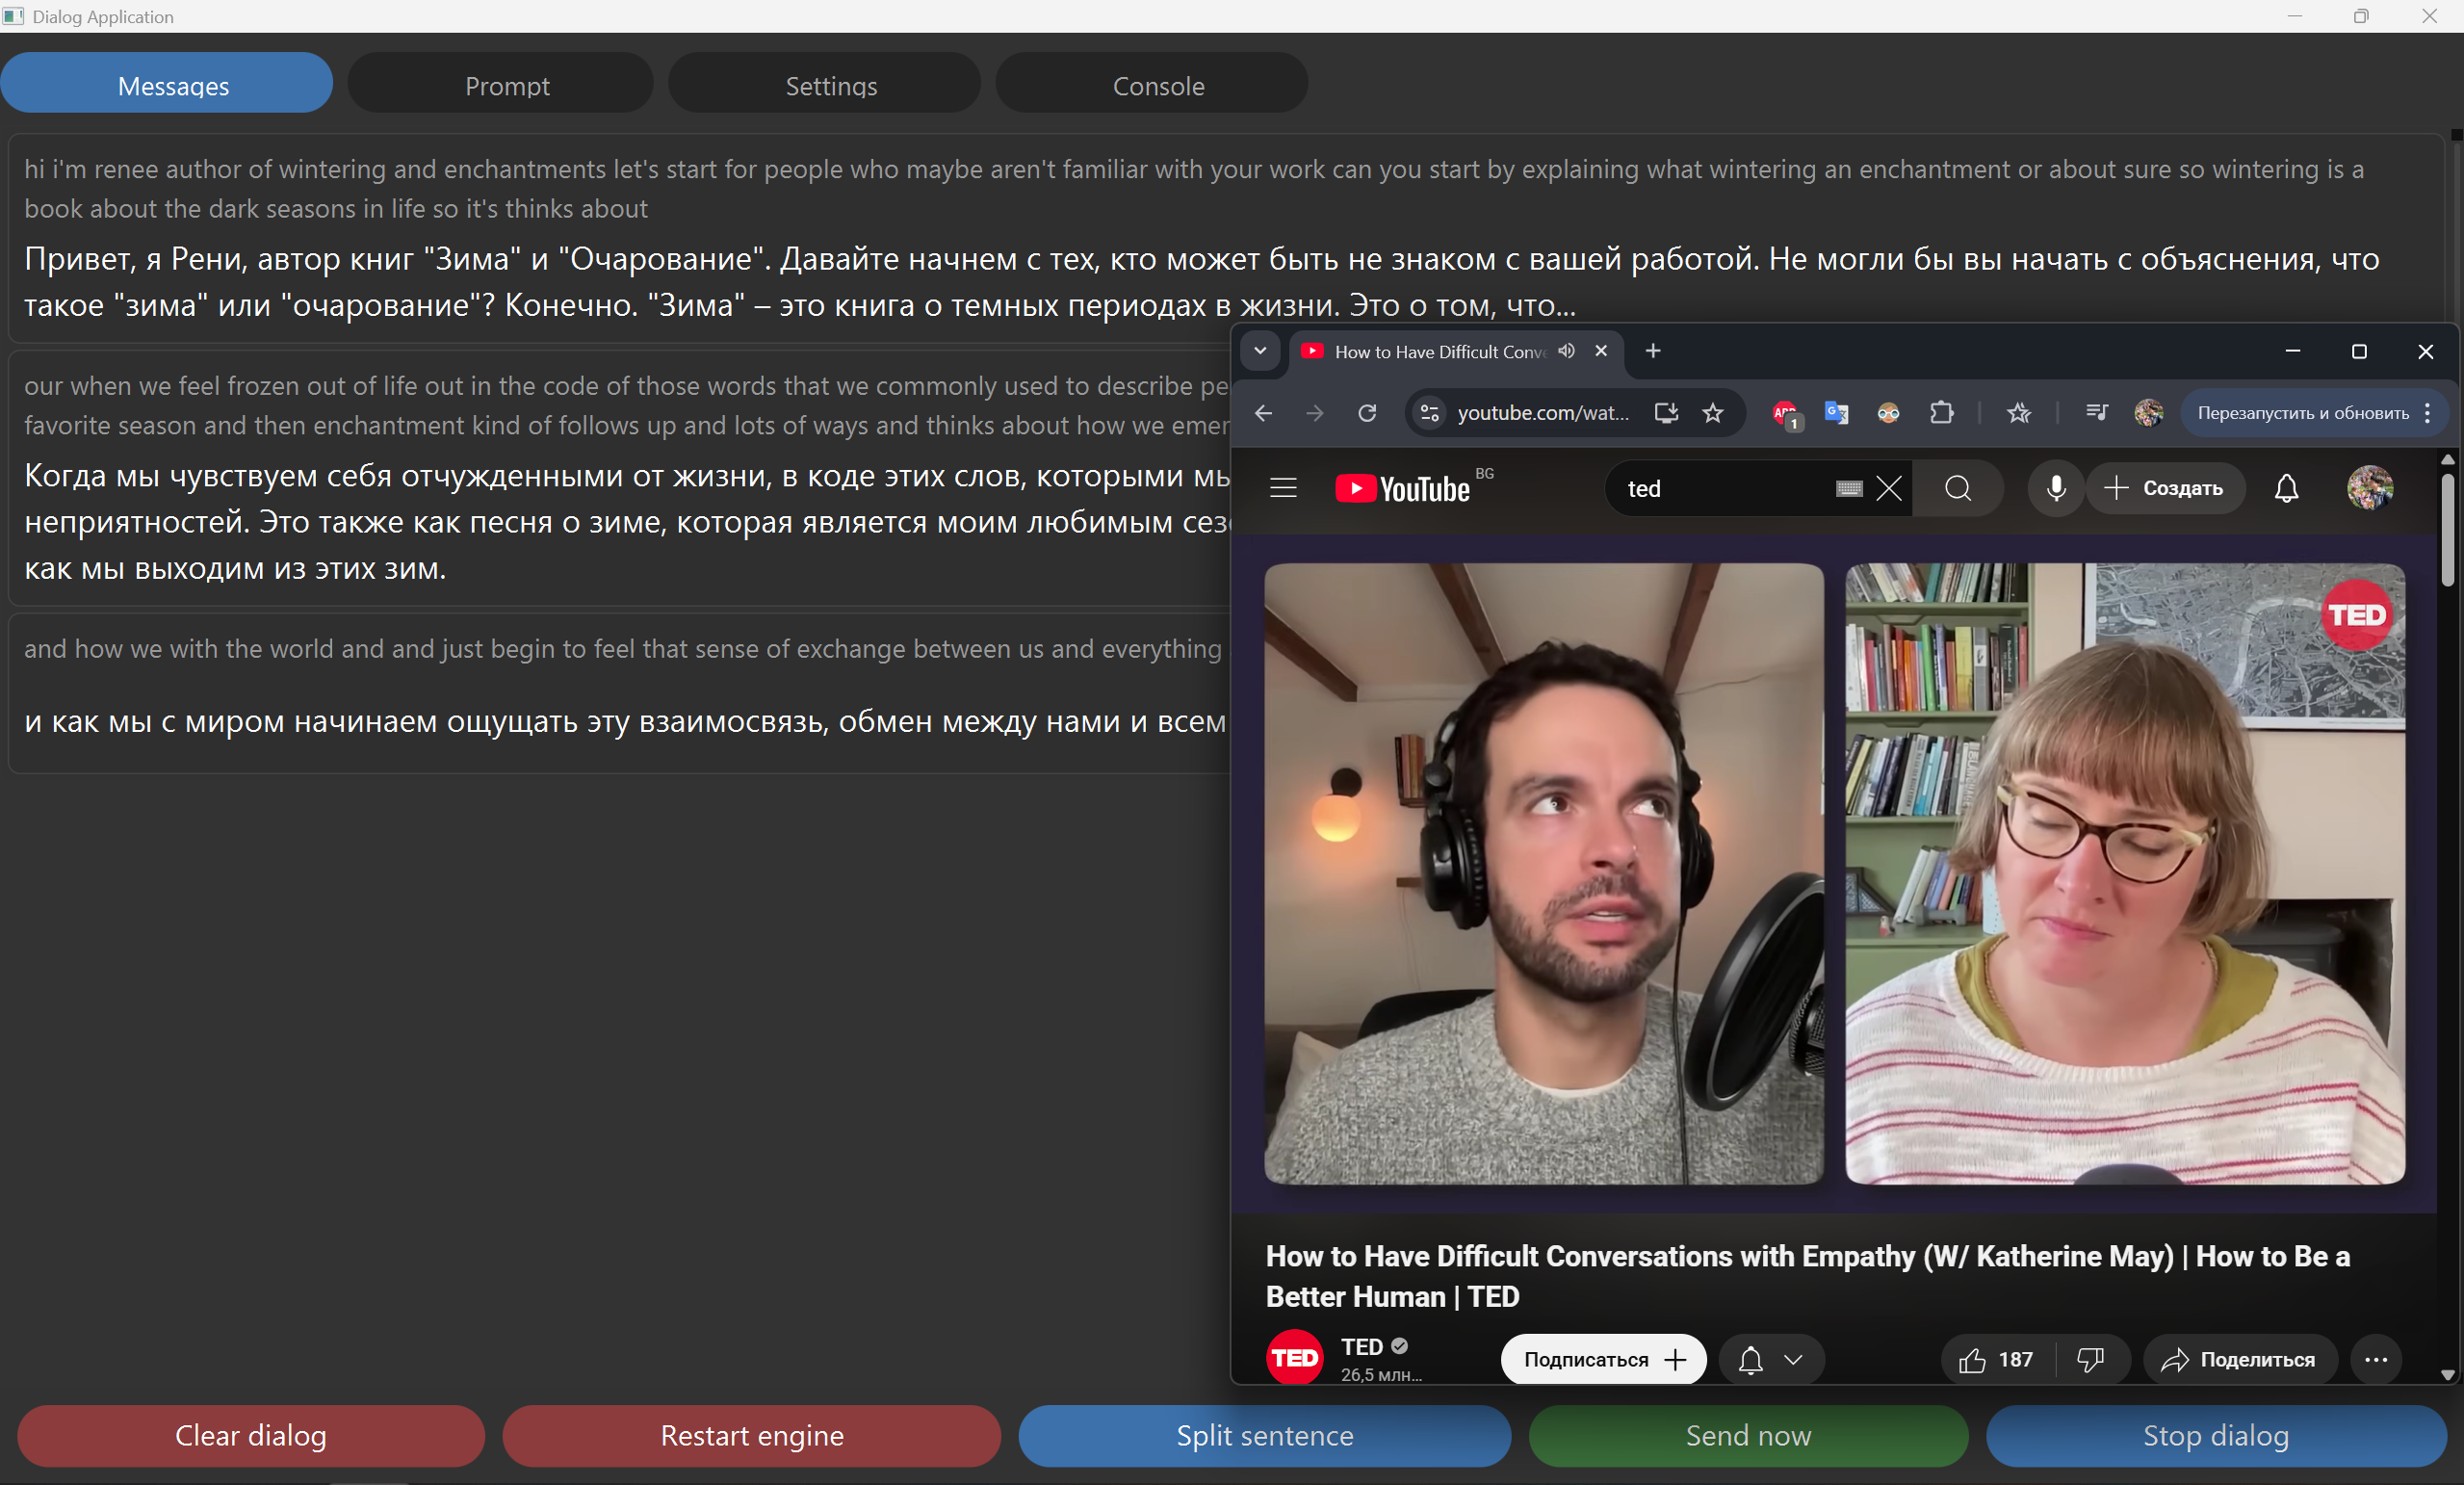 Dialog Application
Messages
Prompt
Settings
Console
hi i'm renee author of wintering and enchantments let's start for people who maybe aren't familiar with your work can you start by explaining what wintering an enchantment or about sure so wintering is a
book about the dark seasons in life so it's thinks about
Привет, я Рени, автор книг "Зима" и "Очарование". Давайте начнем с тех, кто может быть не знаком с вашей работой. Не могли бы вы начать с объяснения, что
такое "зима" или "очарование"? Конечно. "Зима" – это книга о темных периодах в жизни. Это о том, что...
our when we feel frozen out of life out in the code of those words that we commonly used to describe pe
favorite season and then enchantment kind of follows up and lots of ways and thinks about how we emer
Когда мы чувствуем себя отчужденными от жизни, в коде этих слов, которыми мы
неприятностей. Это также как песня о зиме, которая является моим любимым сез
как мы выходим из этих зим.
and how we with the world and and just begin to feel that sense of exchange between us and everything
и как мы с миром начинаем ощущать эту взаимосвязь, обмен между нами и всем
How to Have Difficult Conve
youtube.com/wat...
ABP
1
Перезапустить и обновить
YouTube
BG
ted
Создать
TED
How to Have Difficult Conversations with Empathy (W/ Katherine May) | How to Be a
Better Human | TED
TED
TED
26,5 млн...
Подписаться
187
Поделиться
Clear dialog
Restart engine
Split sentence
Send now
Stop dialog